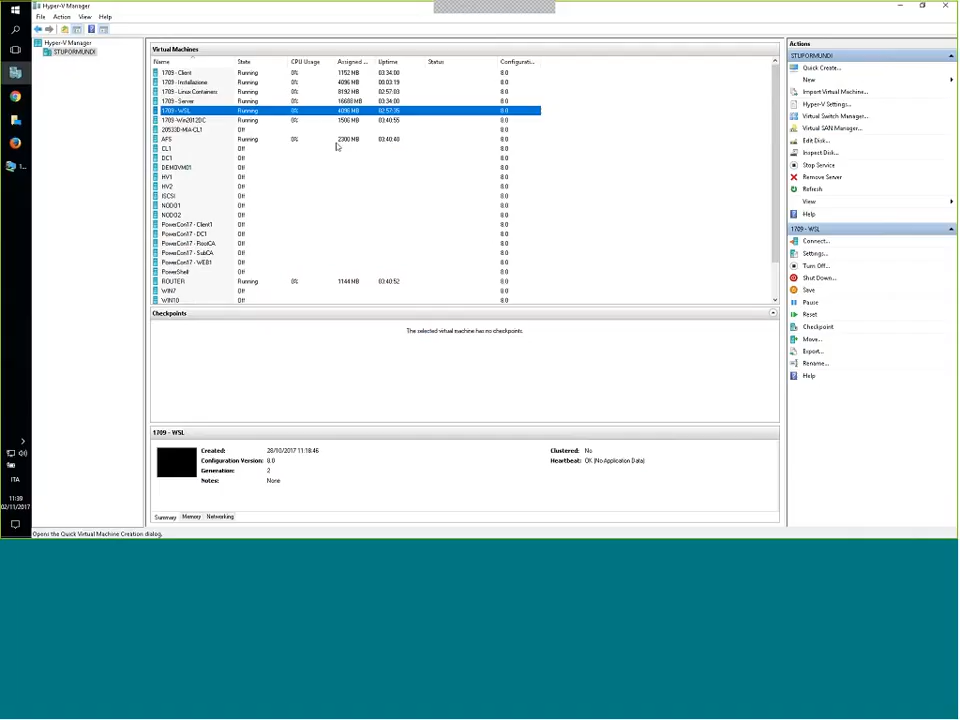 Hyper-V Manager
File Action View Help
Hyper-V Manager
STUPORMUNDI
Virtual Machines
Name State CPU Usage Assigned ... Uptime Status Configurati...
1709 - Client Running 0% 1152 MB 03:34:00 8.0
1709 - Installazione Running 0% 4096 MB 00:03:19 8.0
1709 - Linux Containers Running 0% 8192 MB 02:57:03 8.0
1709 - Server Running 0% 16688 MB 03:34:00 8.0
1709 - WSL Running 0% 4096 MB 02:57:35 8.0
1709 -Win2012DC Running 0% 1506 MB 03:40:55 8.0
20533D-MIA-CL1 Off 8.0
AFS Running 0% 2300 MB 03:40:48 8.0
CL1 Off 8.0
DC1 Off 8.0
DEMOVM01 Off 8.0
HV1 Off 8.0
HV2 Off 8.0
ISCSI Off 8.0
NODO1 Off 8.0
NODO2 Off 8.0
PowerCon17 - Client1 Off 8.0
PowerCon17 - DC1 Off 8.0
PowerCon17 - RootCA Off 8.0
PowerCon17 - SubCA Off 8.0
PowerCon17 - WEB1 Off 8.0
PowerShell Off 8.0
ROUTER Running 0% 1144 MB 03:40:52 8.0
WIN7 Off 8.0
WIN10 Off 8.0
Checkpoints
The selected virtual machine has no checkpoints.
1709 - WSL
Created: 28/10/2017 11:18:46 Clustered: No
Configuration Version: 8.0 Heartbeat: OK (No Application Data)
Generation: 2
Notes: None
Summary Memory Networking
Opens the Quick Virtual Machine Creation dialog.
Actions
STUPORMUNDI
Quick Create...
New
Import Virtual Machine...
Hyper-V Settings...
Virtual Switch Manager...
Virtual SAN Manager...
Edit Disk...
Inspect Disk...
Stop Service
Remove Server
Refresh
View
Help
1709 - WSL
Connect...
Settings...
Turn Off...
Shut Down...
Save
Pause
Reset
Checkpoint
Move...
Export...
Rename...
Help
1...
ITA
11:39
02/11/2017